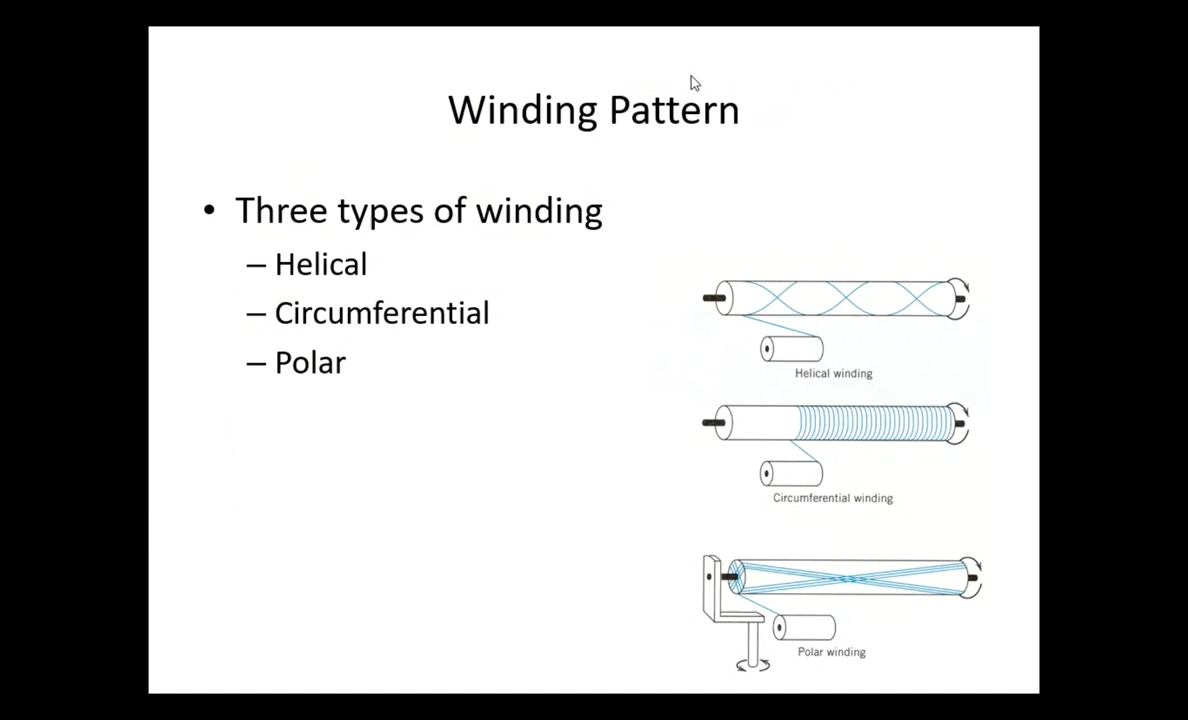 Winding Pattern
• Three types of winding
– Helical
– Circumferential
– Polar
Helical winding
Circumferential winding
Polar winding